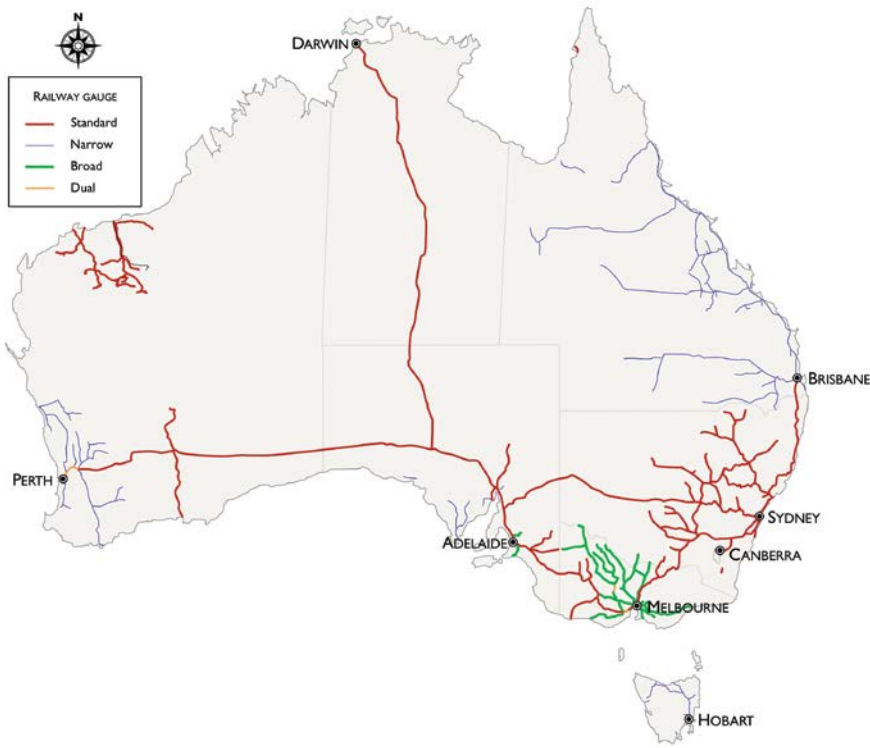 N
DARWIN
RAILWAY GAUGE
Standard
Narrow
Broad
Dual
BRISBANE
PERTH
SYDNEY
ADELAIDE
CANBERRA
MELBOURNE
HOBART